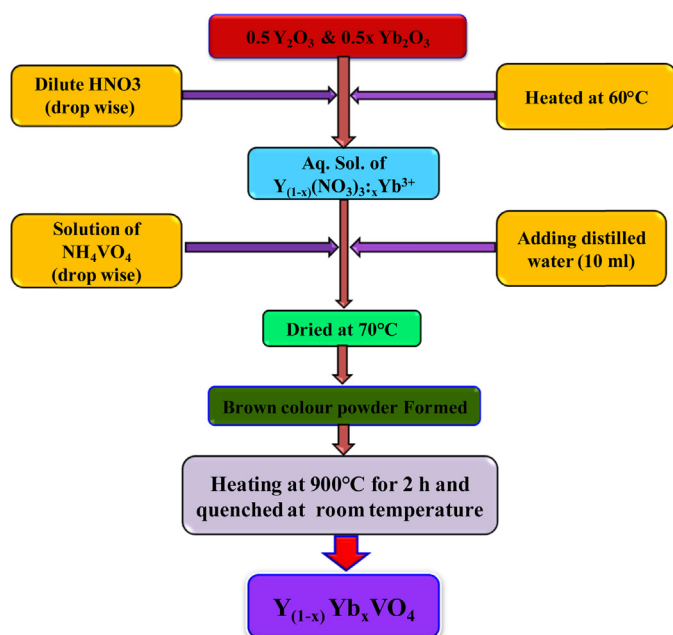 0.5 Y₂O₃ & 0.5x Yb₂O₃
Dilute HNO3
(drop wise)
Heated at 60°C
Aq. Sol. of
Y₍₁₋ₓ₎(NO₃)₃:ₓYb³⁺
Solution of
NH₄VO₄
(drop wise)
Adding distilled
water (10 ml)
Dried at 70°C
Brown colour powder Formed
Heating at 900°C for 2 h and
quenched at room temperature
Y₍₁₋ₓ₎ YbₓVO₄